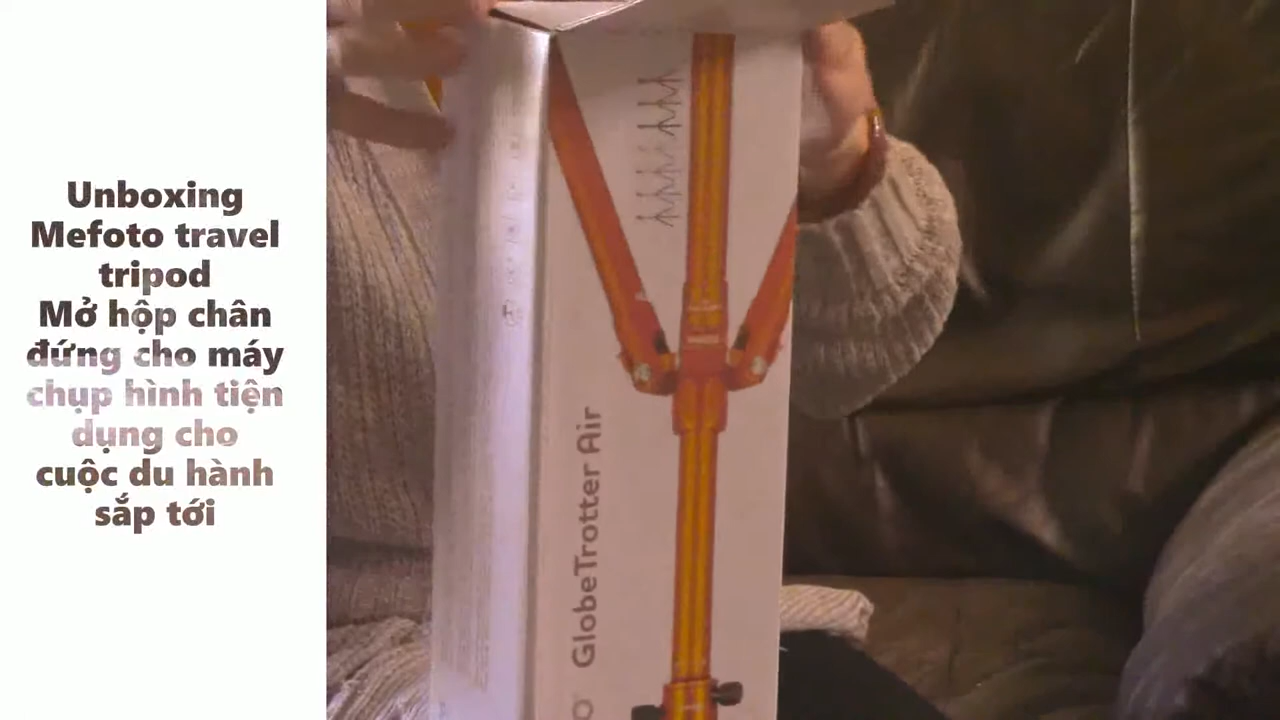 Unboxing
Mefoto travel
tripod
Mở hộp chân
đứng cho máy
chụp hình tiện
dụng cho
cuộc du hành
sắp tới
GlobeTrotter Air